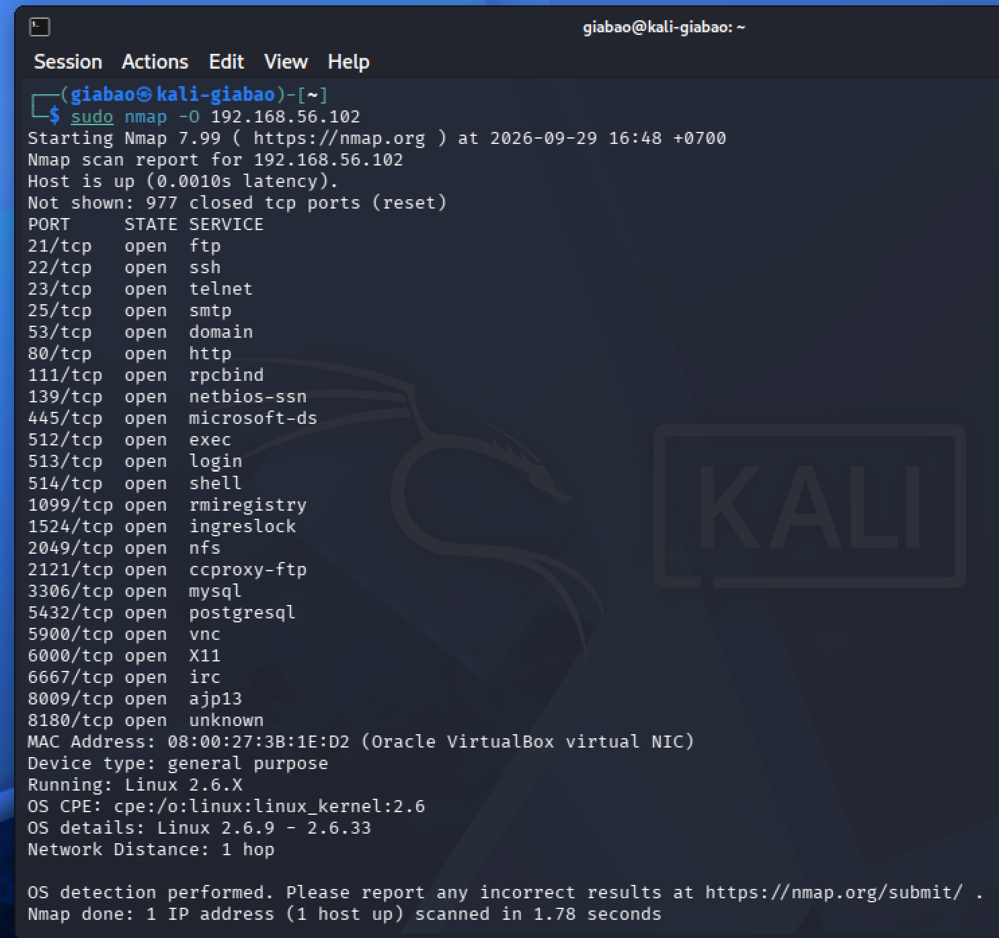 giabao@kali-giabao: ~
Session Actions Edit View Help
┌──(giabao㉿kali-giabao)-[~]
└─$ sudo nmap -O 192.168.56.102
Starting Nmap 7.99 ( https://nmap.org ) at 2026-09-29 16:48 +0700
Nmap scan report for 192.168.56.102
Host is up (0.0010s latency).
Not shown: 977 closed tcp ports (reset)
PORT     STATE SERVICE
21/tcp   open  ftp
22/tcp   open  ssh
23/tcp   open  telnet
25/tcp   open  smtp
53/tcp   open  domain
80/tcp   open  http
111/tcp  open  rpcbind
139/tcp  open  netbios-ssn
445/tcp  open  microsoft-ds
512/tcp  open  exec
513/tcp  open  login
514/tcp  open  shell
1099/tcp open  rmiregistry
1524/tcp open  ingreslock
2049/tcp open  nfs
2121/tcp open  ccproxy-ftp
3306/tcp open  mysql
5432/tcp open  postgresql
5900/tcp open  vnc
6000/tcp open  X11
6667/tcp open  irc
8009/tcp open  ajp13
8180/tcp open  unknown
MAC Address: 08:00:27:3B:1E:D2 (Oracle VirtualBox virtual NIC)
Device type: general purpose
Running: Linux 2.6.X
OS CPE: cpe:/o:linux:linux_kernel:2.6
OS details: Linux 2.6.9 - 2.6.33
Network Distance: 1 hop
OS detection performed. Please report any incorrect results at https://nmap.org/submit/ .
Nmap done: 1 IP address (1 host up) scanned in 1.78 seconds
KALI